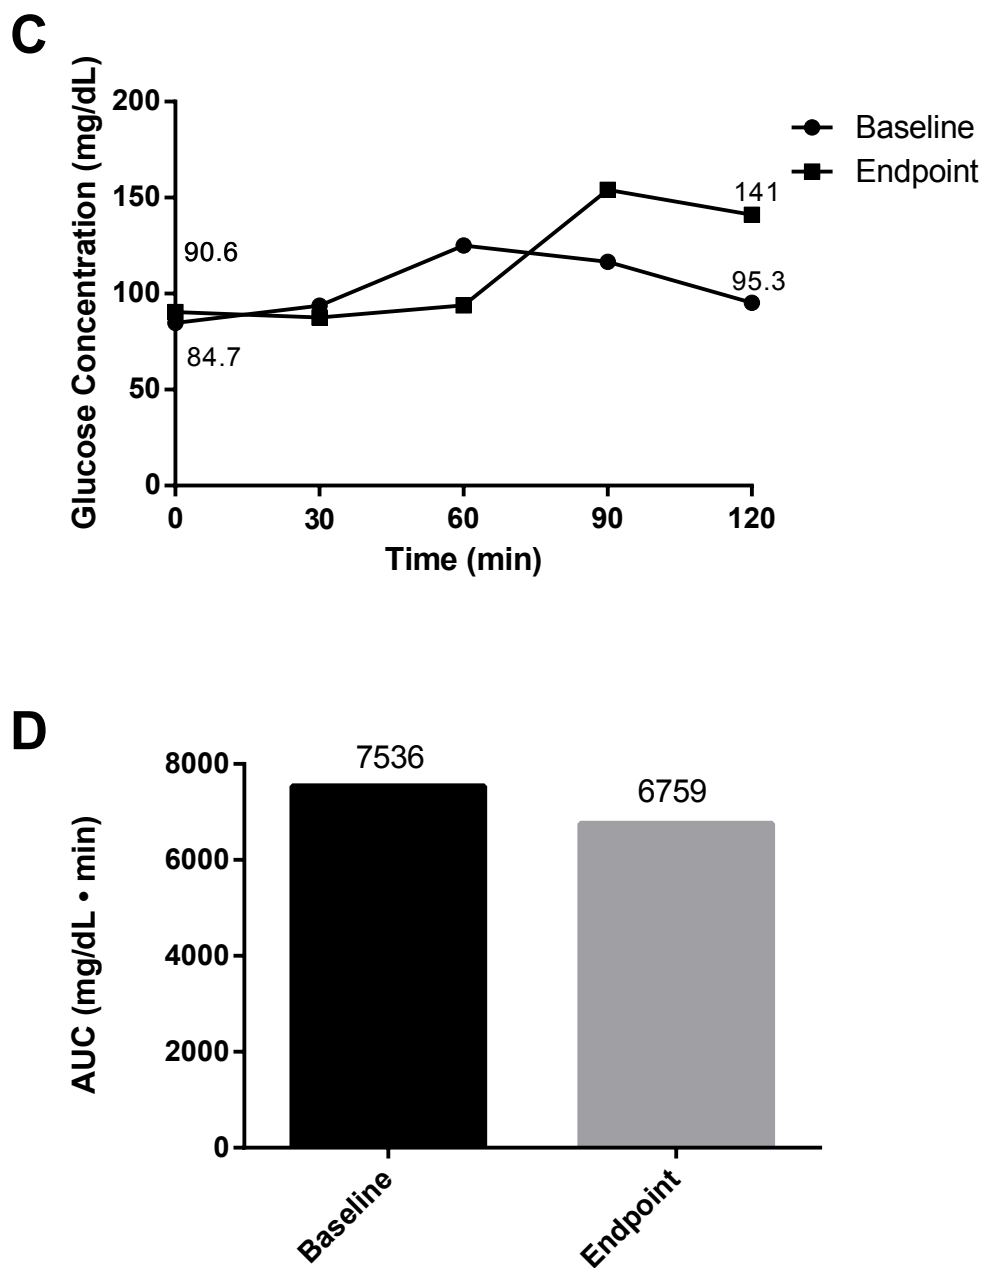 C
Glucose Concentration (mg/dL)
200
150
100
50
0
90.6
84.7
141
95.3
0 30 60 90 120
Time (min)
Baseline
Endpoint
D
AUC (mg/dL • min)
8000
6000
4000
2000
0
7536
6759
Baseline
Endpoint